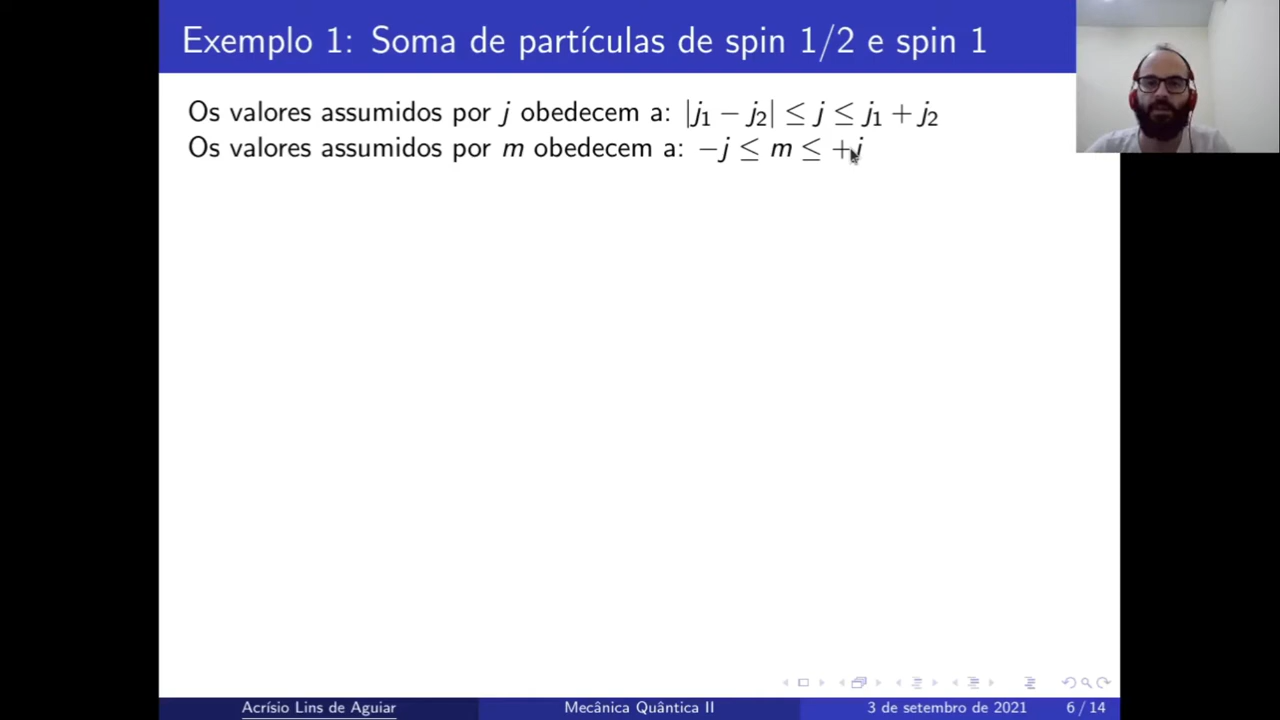 Exemplo 1: Soma de partículas de spin 1/2 e spin 1
Os valores assumidos por j obedecem a: |j₁ − j₂| ≤ j ≤ j₁ + j₂
Os valores assumidos por m obedecem a: −j ≤ m ≤ +j
Acrísio Lins de Aguiar Mecânica Quântica II 3 de setembro de 2021 6 / 14